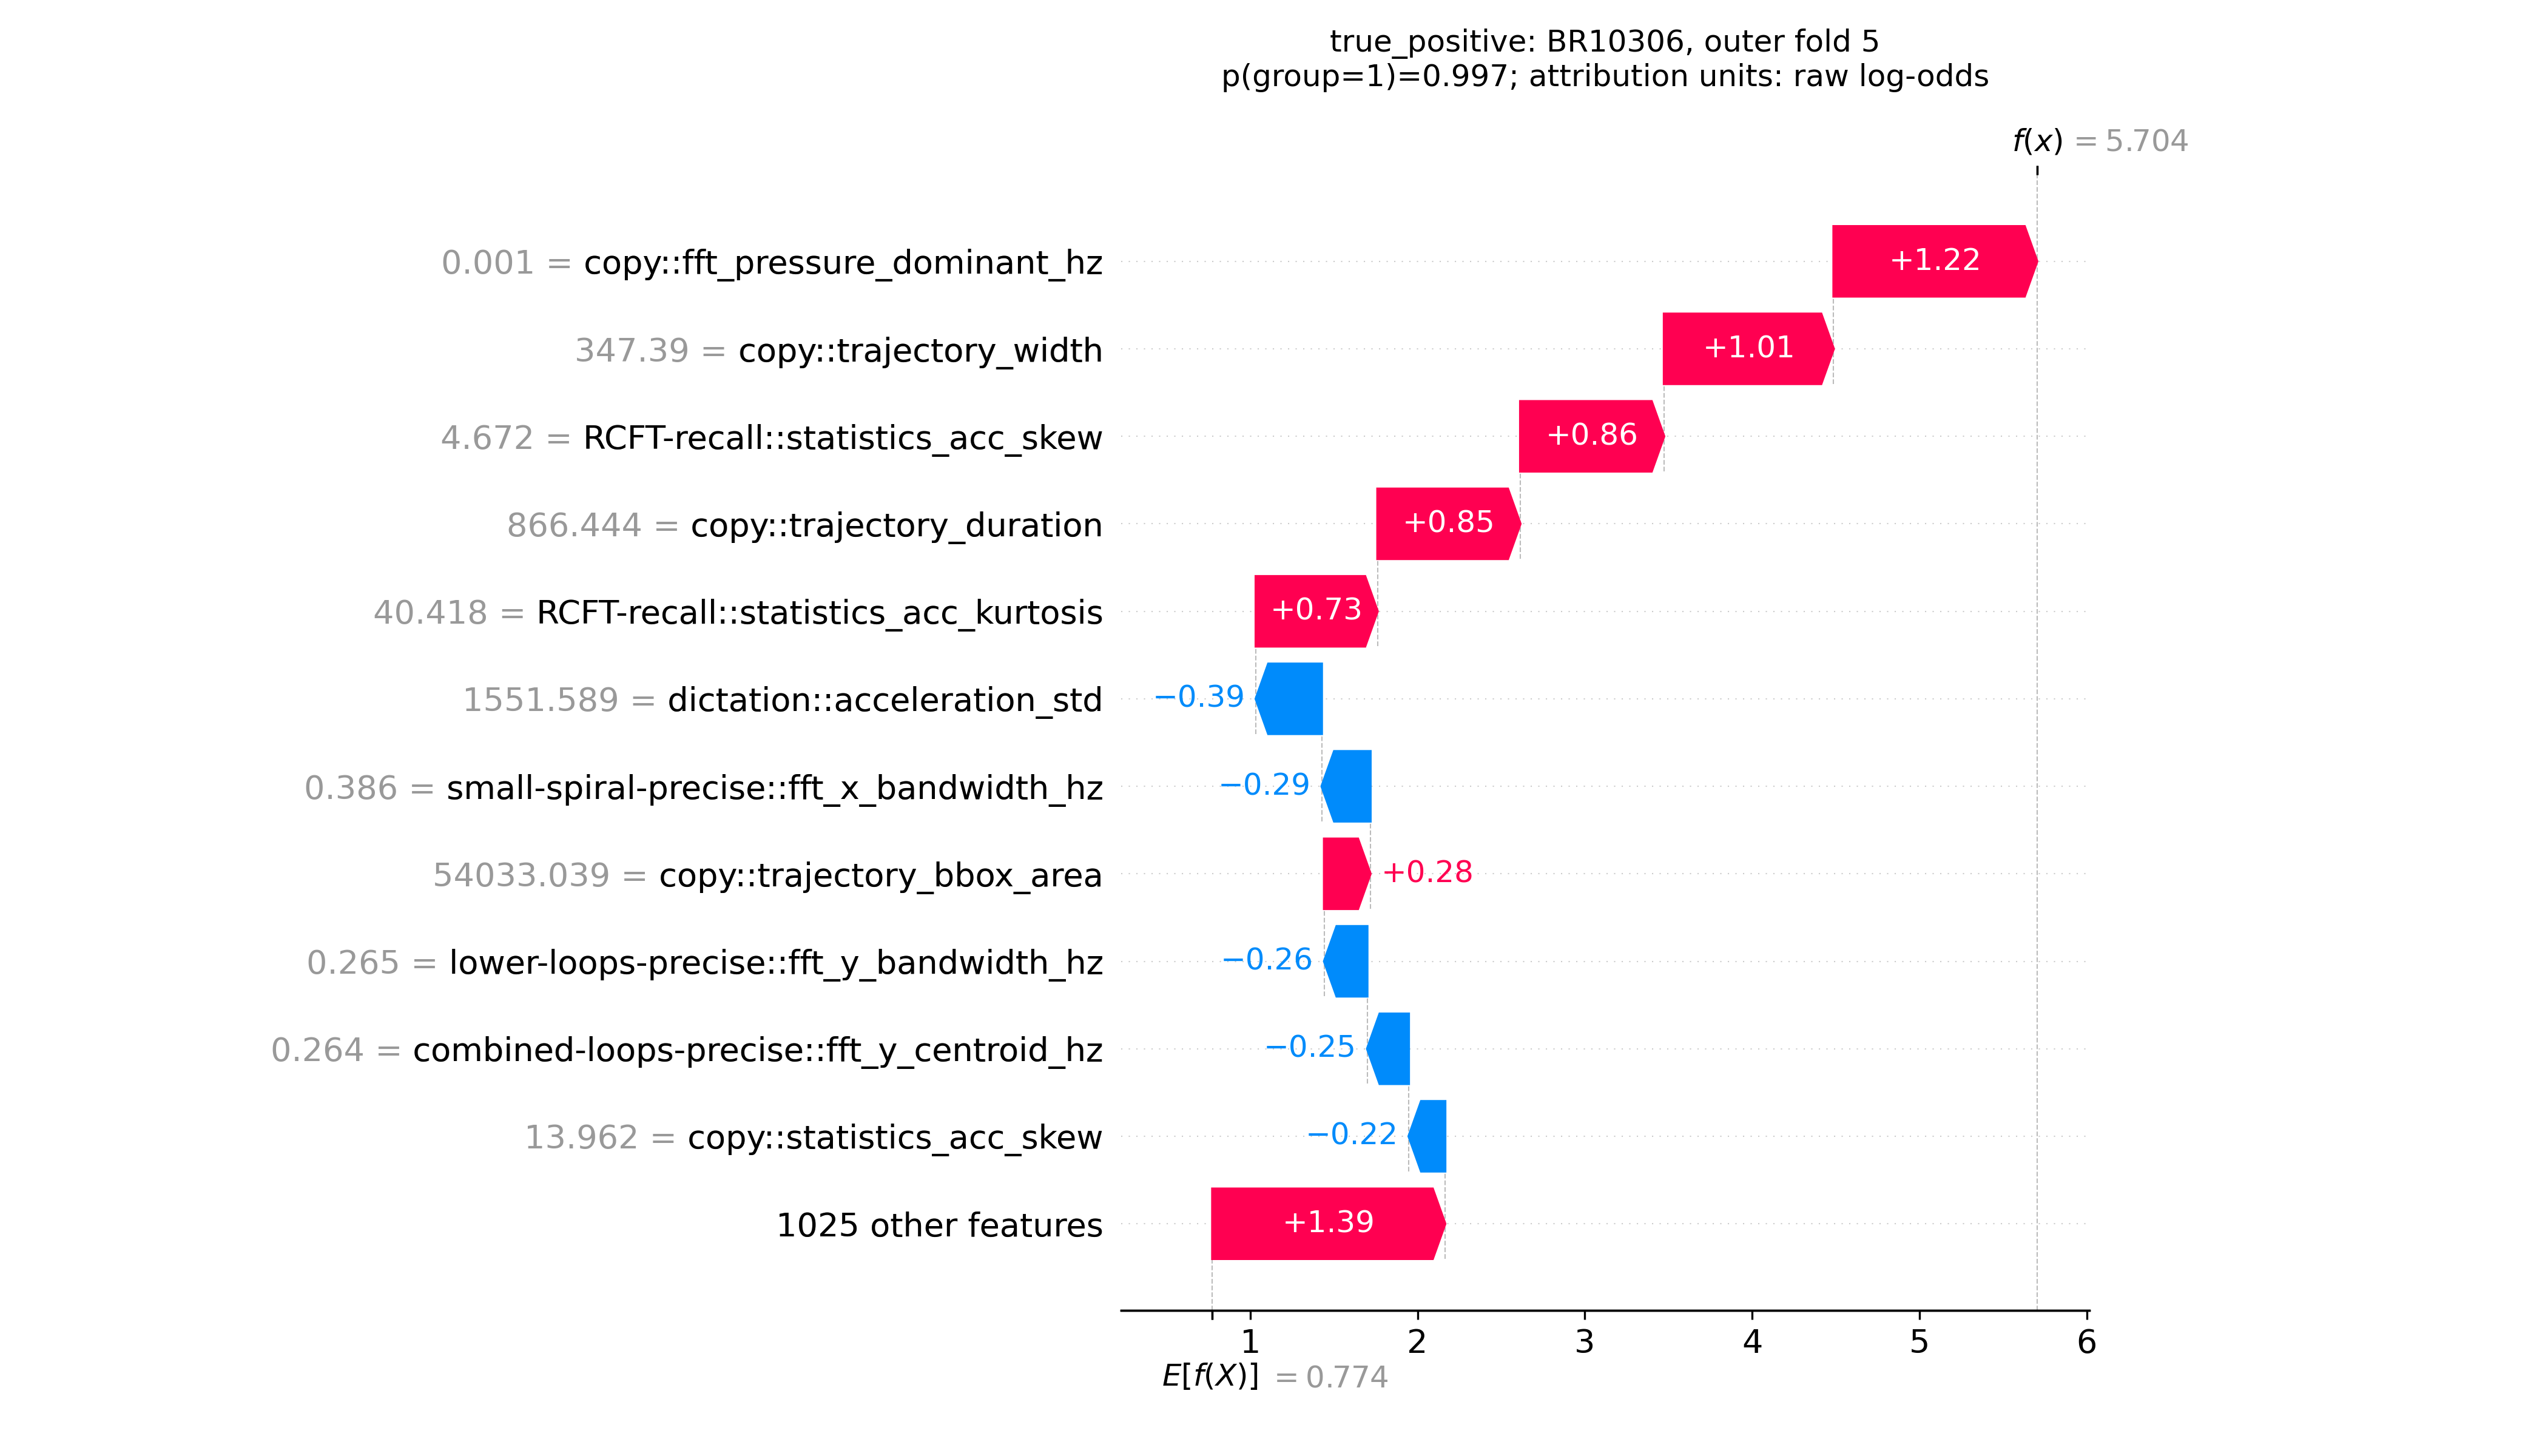 true_positive: BR10306, outer fold 5
p(group=1)=0.997; attribution units: raw log-odds
f(x) = 5.704
0.001 = copy::fft_pressure_dominant_hz +1.22
347.39 = copy::trajectory_width +1.01
4.672 = RCFT-recall::statistics_acc_skew +0.86
866.444 = copy::trajectory_duration +0.85
40.418 = RCFT-recall::statistics_acc_kurtosis +0.73
1551.589 = dictation::acceleration_std −0.39
0.386 = small-spiral-precise::fft_x_bandwidth_hz −0.29
54033.039 = copy::trajectory_bbox_area +0.28
0.265 = lower-loops-precise::fft_y_bandwidth_hz −0.26
0.264 = combined-loops-precise::fft_y_centroid_hz −0.25
13.962 = copy::statistics_acc_skew −0.22
1025 other features +1.39
1 2 3 4 5 6
E[f(X)] = 0.774